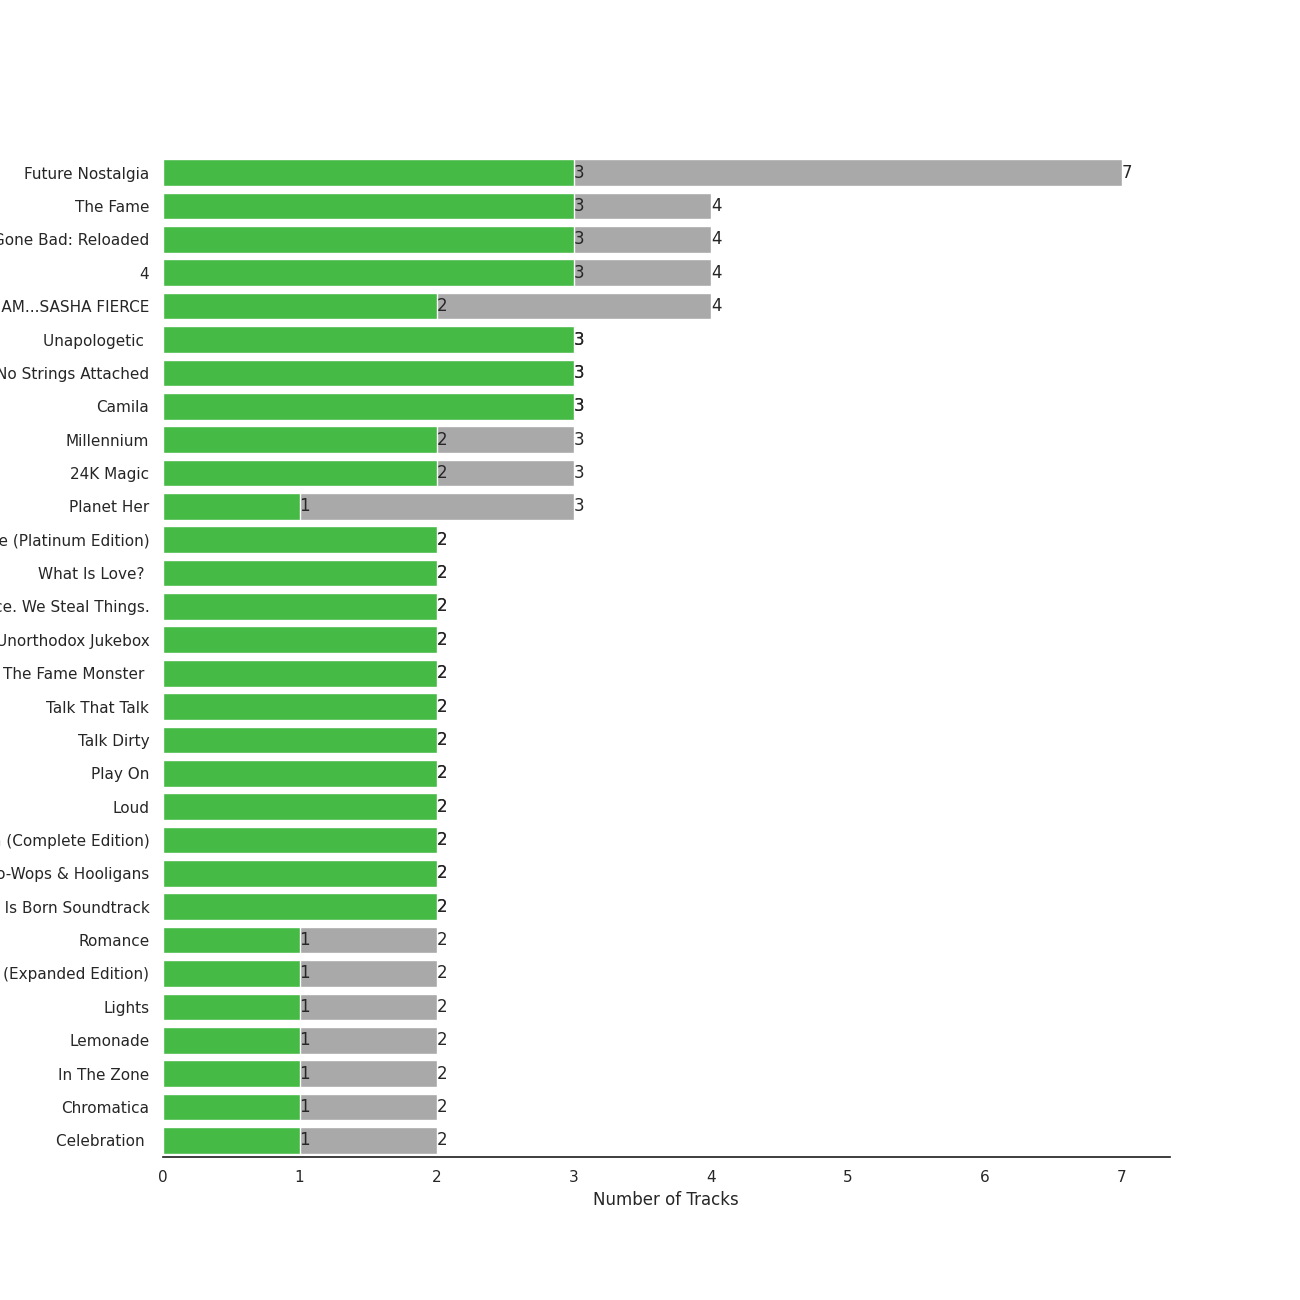 Future Nostalgia 3 7
The Fame 3 4
Gone Bad: Reloaded 3 4
4 3 4
AM...SASHA FIERCE 2 4
Unapologetic 3
No Strings Attached 3
Camila 3
Millennium 2 3
24K Magic 2 3
Planet Her 1 3
(Platinum Edition) 2
What Is Love? 2
We Steal Things. 2
Unorthodox Jukebox 2
The Fame Monster 2
Talk That Talk 2
Talk Dirty 2
Play On 2
Loud 2
(Complete Edition) 2
-Wops & Hooligans 2
Is Born Soundtrack 2
Romance 1 2
(Expanded Edition) 1 2
Lights 1 2
Lemonade 1 2
In The Zone 1 2
Chromatica 1 2
Celebration 1 2
0 1 2 3 4 5 6 7
Number of Tracks